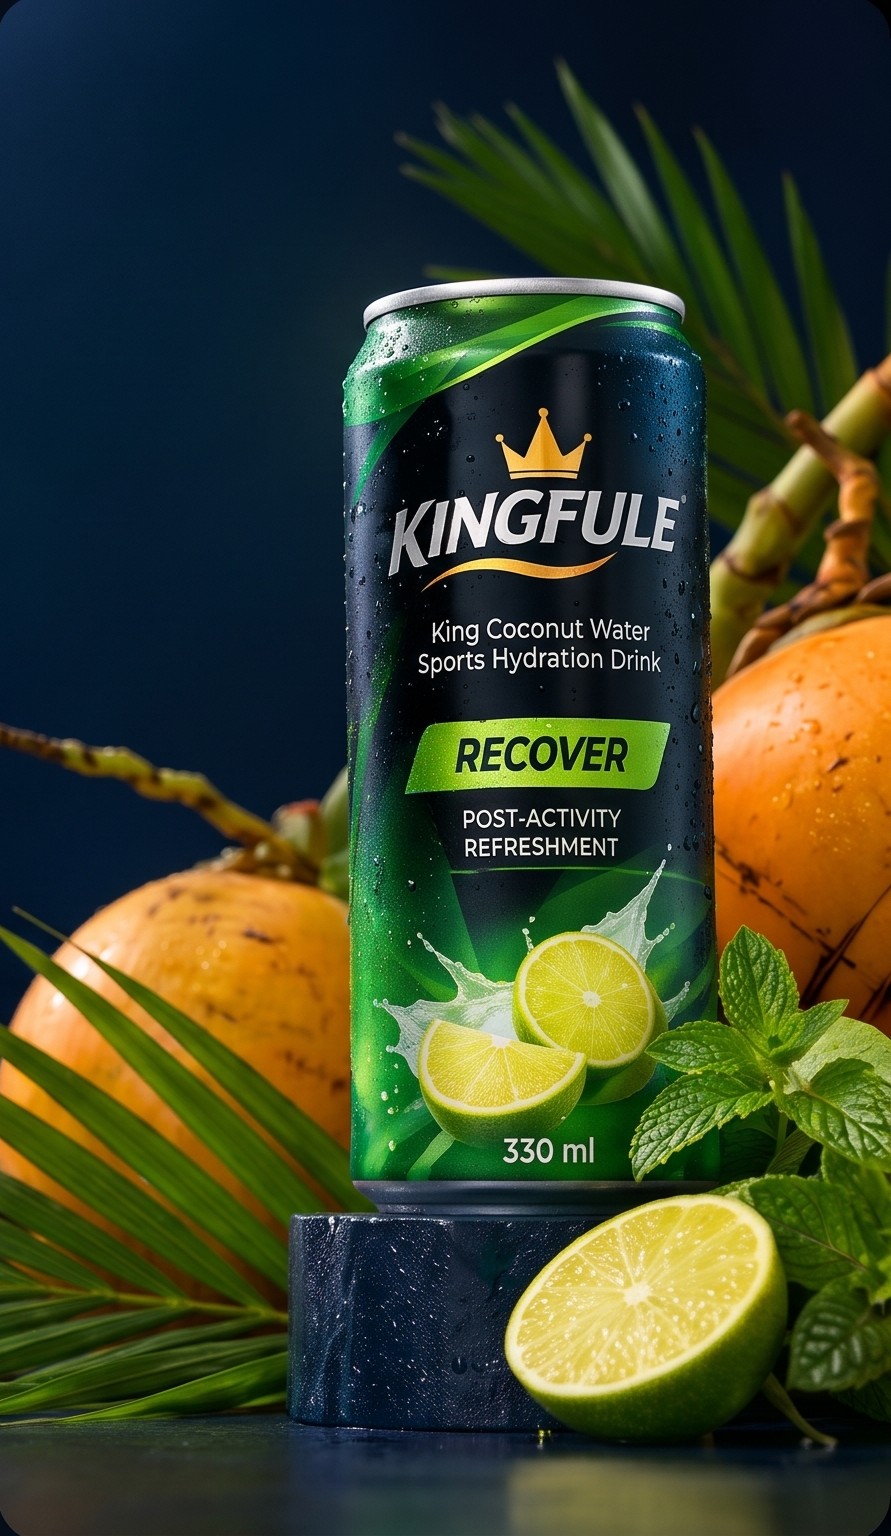 KINGFULE
King Coconut Water
Sports Hydration Drink
RECOVER
POST-ACTIVITY
REFRESHMENT
330 ml